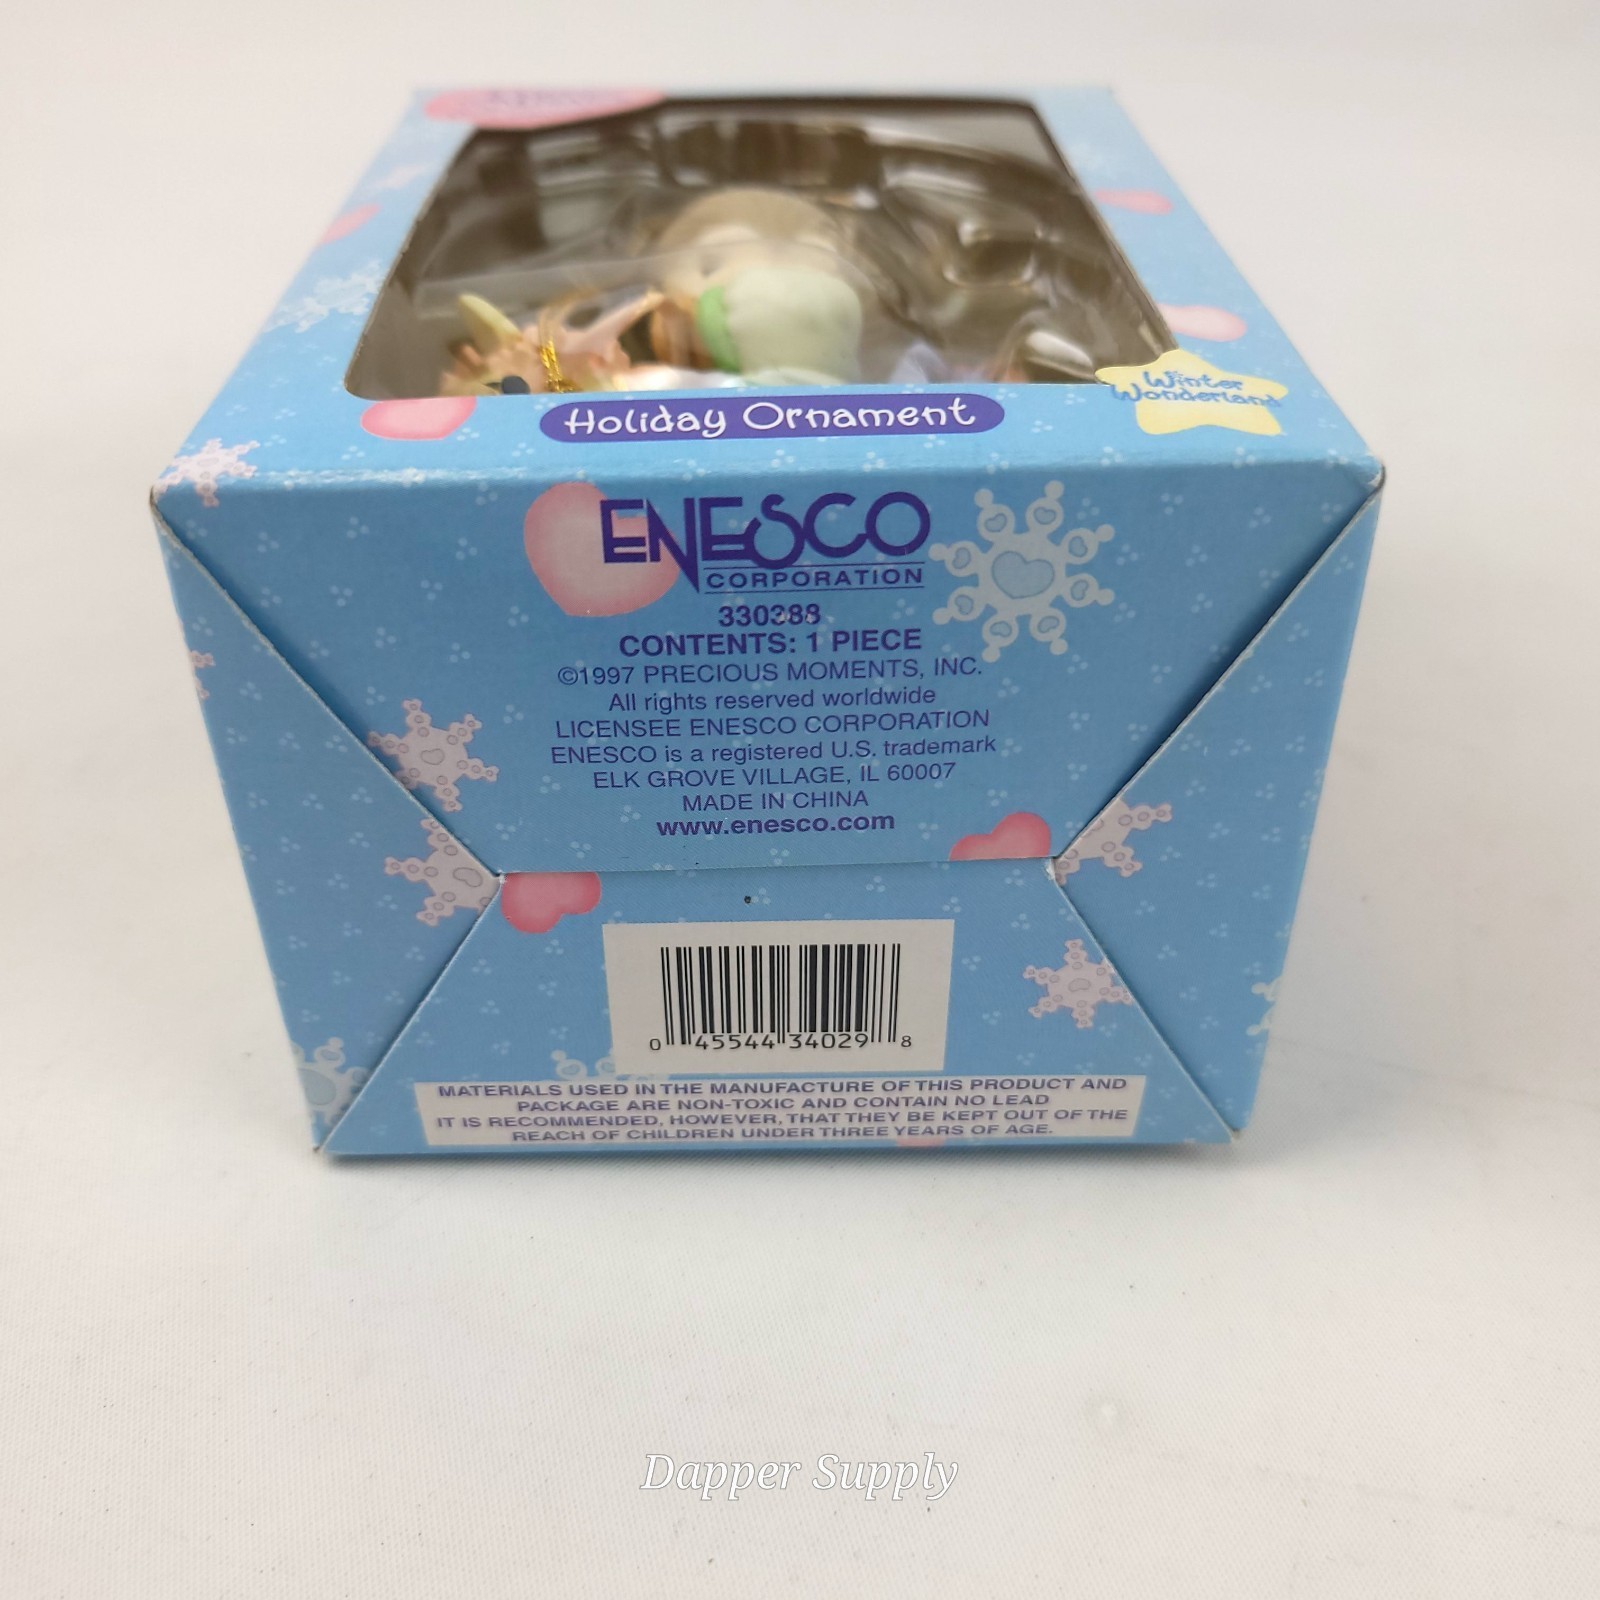 Holiday Ornament
Winter
Wonderland
ENESCO
CORPORATION
330388
CONTENTS: 1 PIECE
©1997 PRECIOUS MOMENTS, INC.
All rights reserved worldwide
LICENSEE ENESCO CORPORATION
ENESCO is a registered U.S. trademark
ELK GROVE VILLAGE, IL 60007
MADE IN CHINA
www.enesco.com
0 45544 34029 8
MATERIALS USED IN THE MANUFACTURE OF THIS PRODUCT AND
PACKAGE ARE NON-TOXIC AND CONTAIN NO LEAD
IT IS RECOMMENDED, HOWEVER, THAT THEY BE KEPT OUT OF THE
REACH OF CHILDREN UNDER THREE YEARS OF AGE.
Dapper Supply